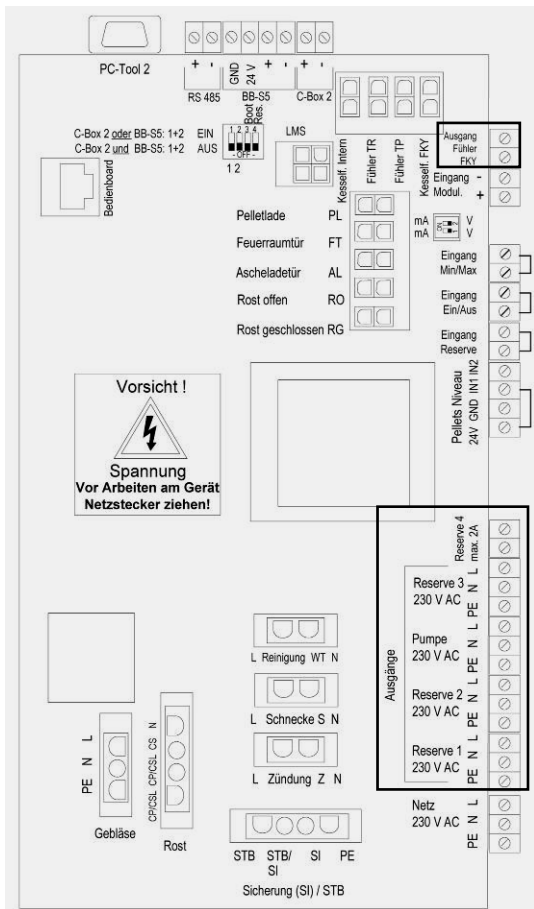 PC-Tool 2
+ - GND 24 V + - + -
RS 485 BB-S5 C-Box 2
Boot Res.
C-Box 2 oder BB-S5: 1+2 EIN
C-Box 2 und BB-S5: 1+2 AUS
1 2 3 4
- OFF -
1 2
LMS
Bedienboard
Kesself. Intern
Fühler TR
Fühler TP
Kesself. FKY
Ausgang
Fühler
FKY
Eingang -
Modul. +
mA V
mA V
ON
1 2
Pelletlade PL
Feuerraumtür FT
Ascheladetür AL
Rost offen RO
Rost geschlossen RG
Eingang
Min/Max
Eingang
Ein/Aus
Eingang
Reserve
Pellets Niveau
24V GND IN1 IN2
Vorsicht !
Spannung
Vor Arbeiten am Gerät
Netzstecker ziehen!
Reserve 4
max. 2A
Ausgänge
Reserve 3
230 V AC
PE N L
Pumpe
230 V AC
PE N L
Reserve 2
230 V AC
PE N L
Reserve 1
230 V AC
PE N L
Netz
230 V AC
PE N L
L Reinigung WT N
L Schnecke S N
L Zündung Z N
PE N L
Gebläse
CP/CSL CP/CSL CS N
Rost
STB STB/ SI PE
SI
Sicherung (SI) / STB